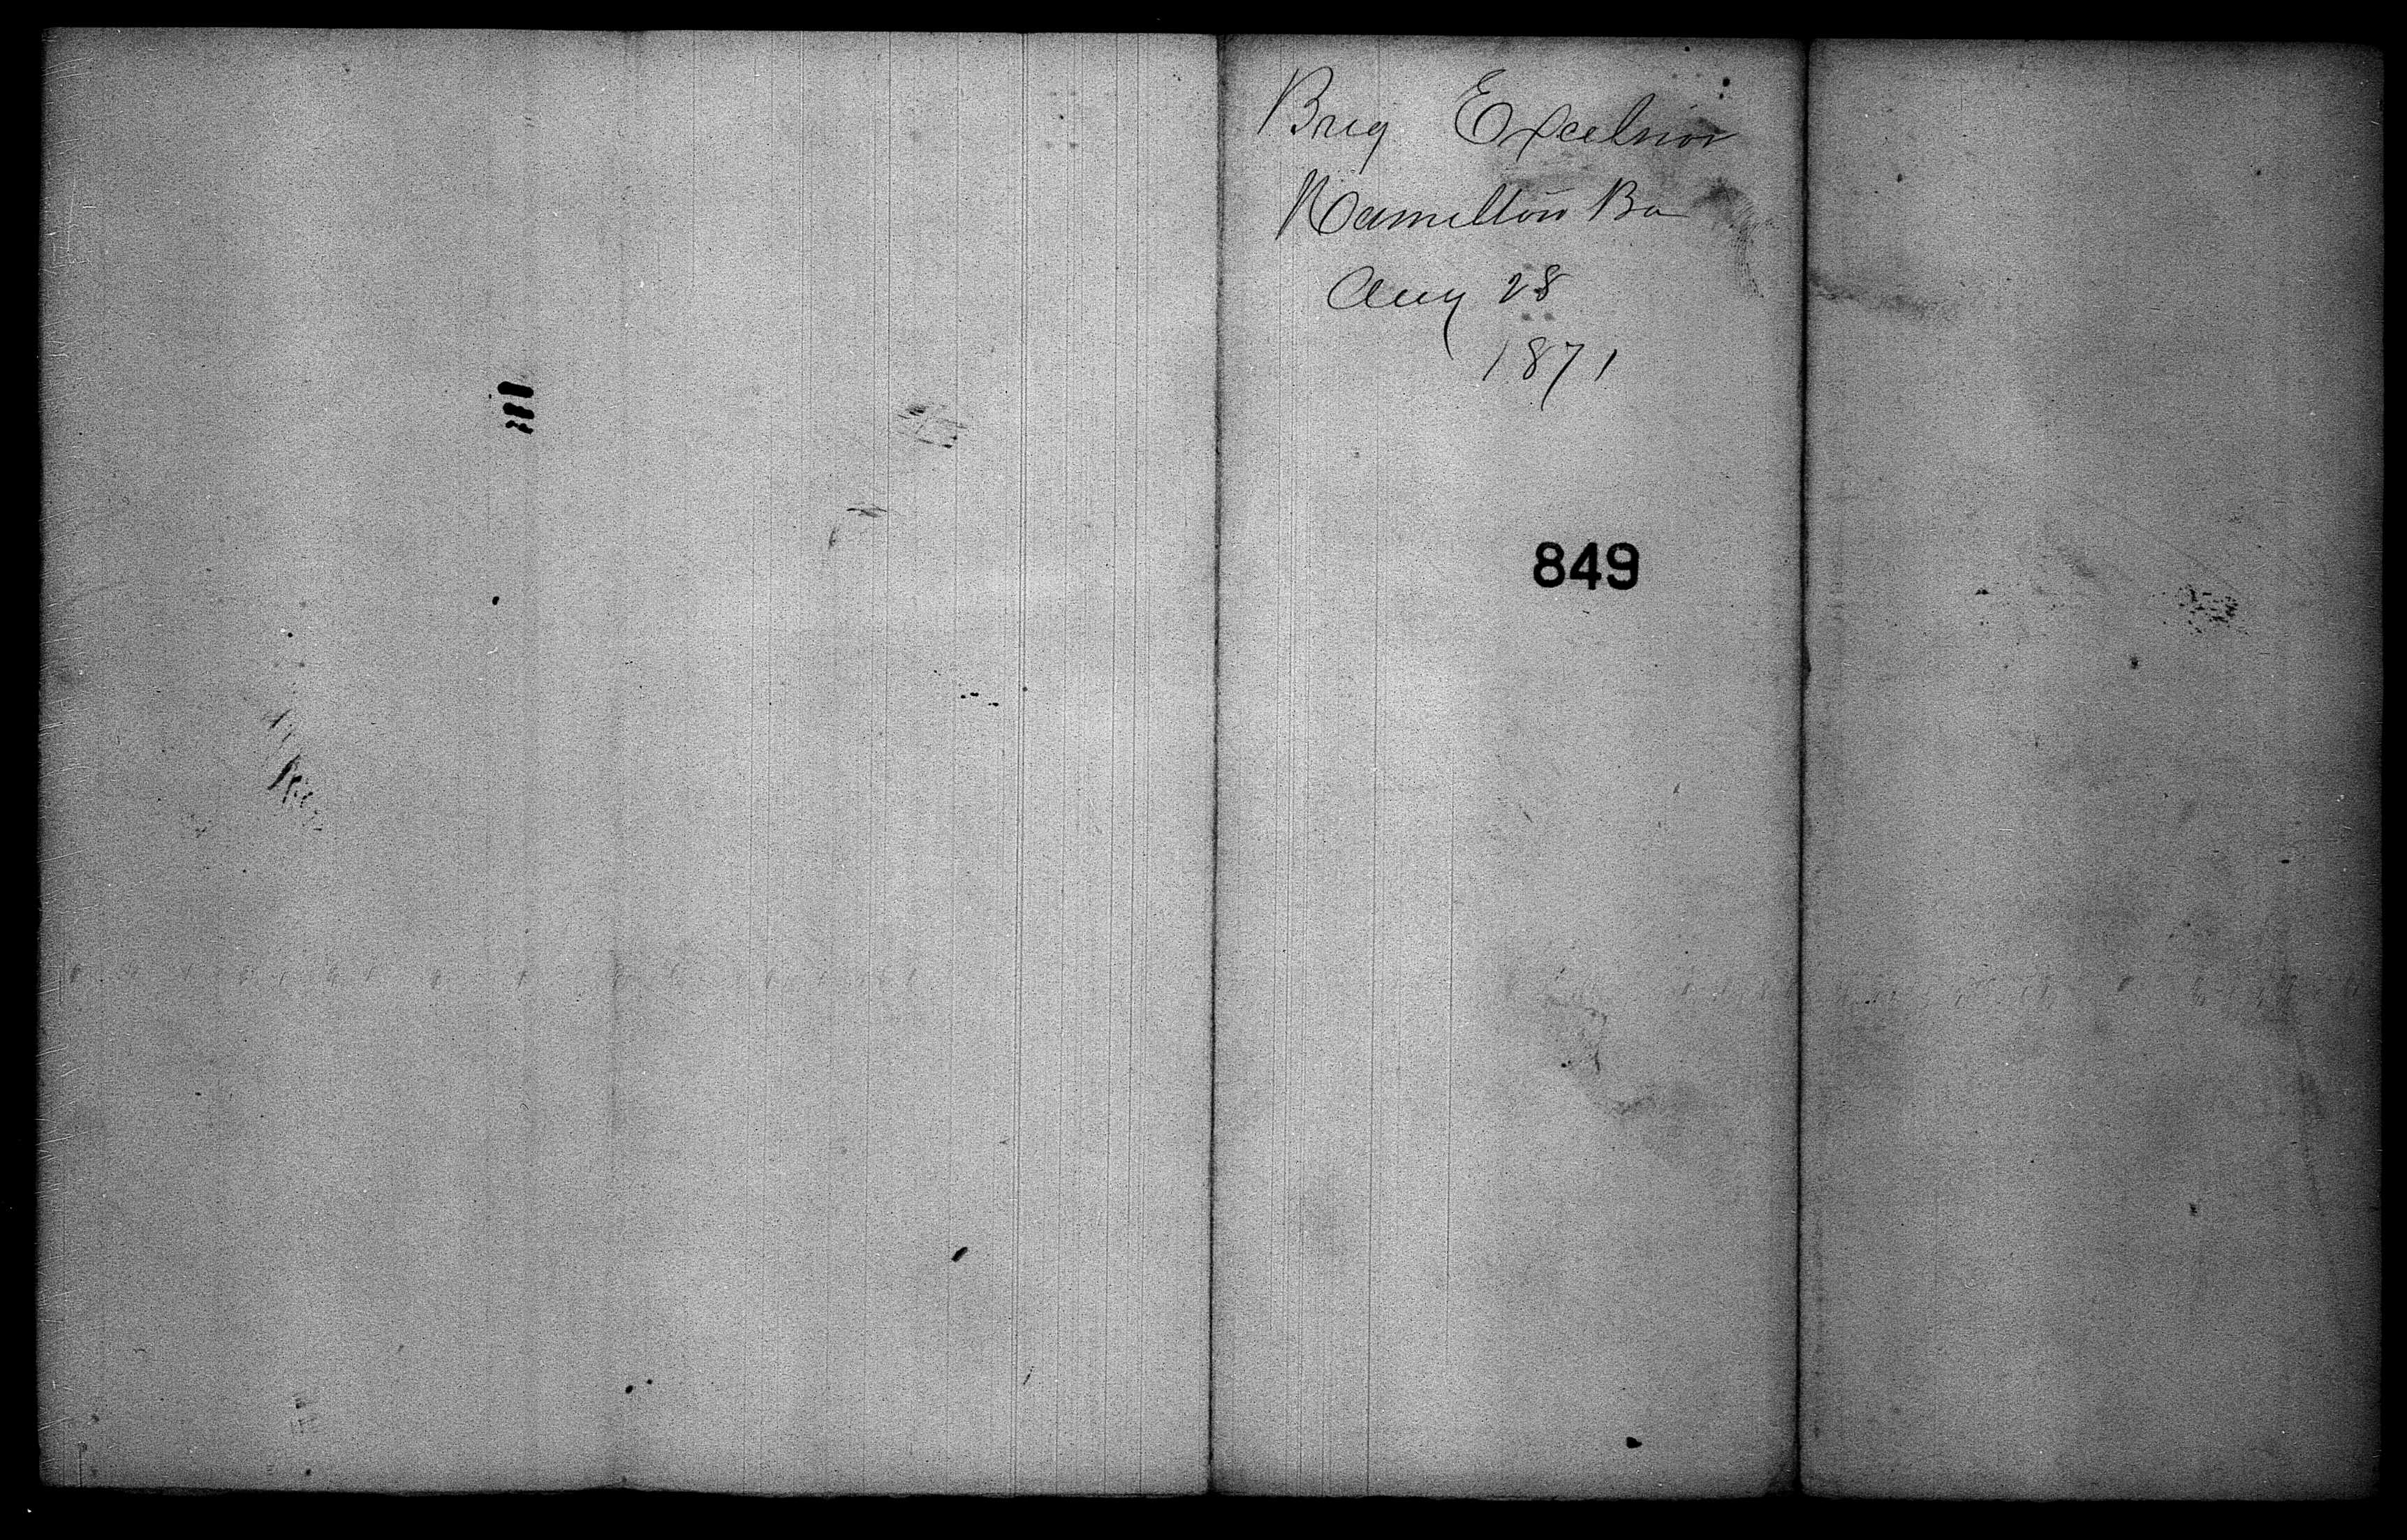 Brig Excelsior
Hamilton Ba
Aug 28
1871
849